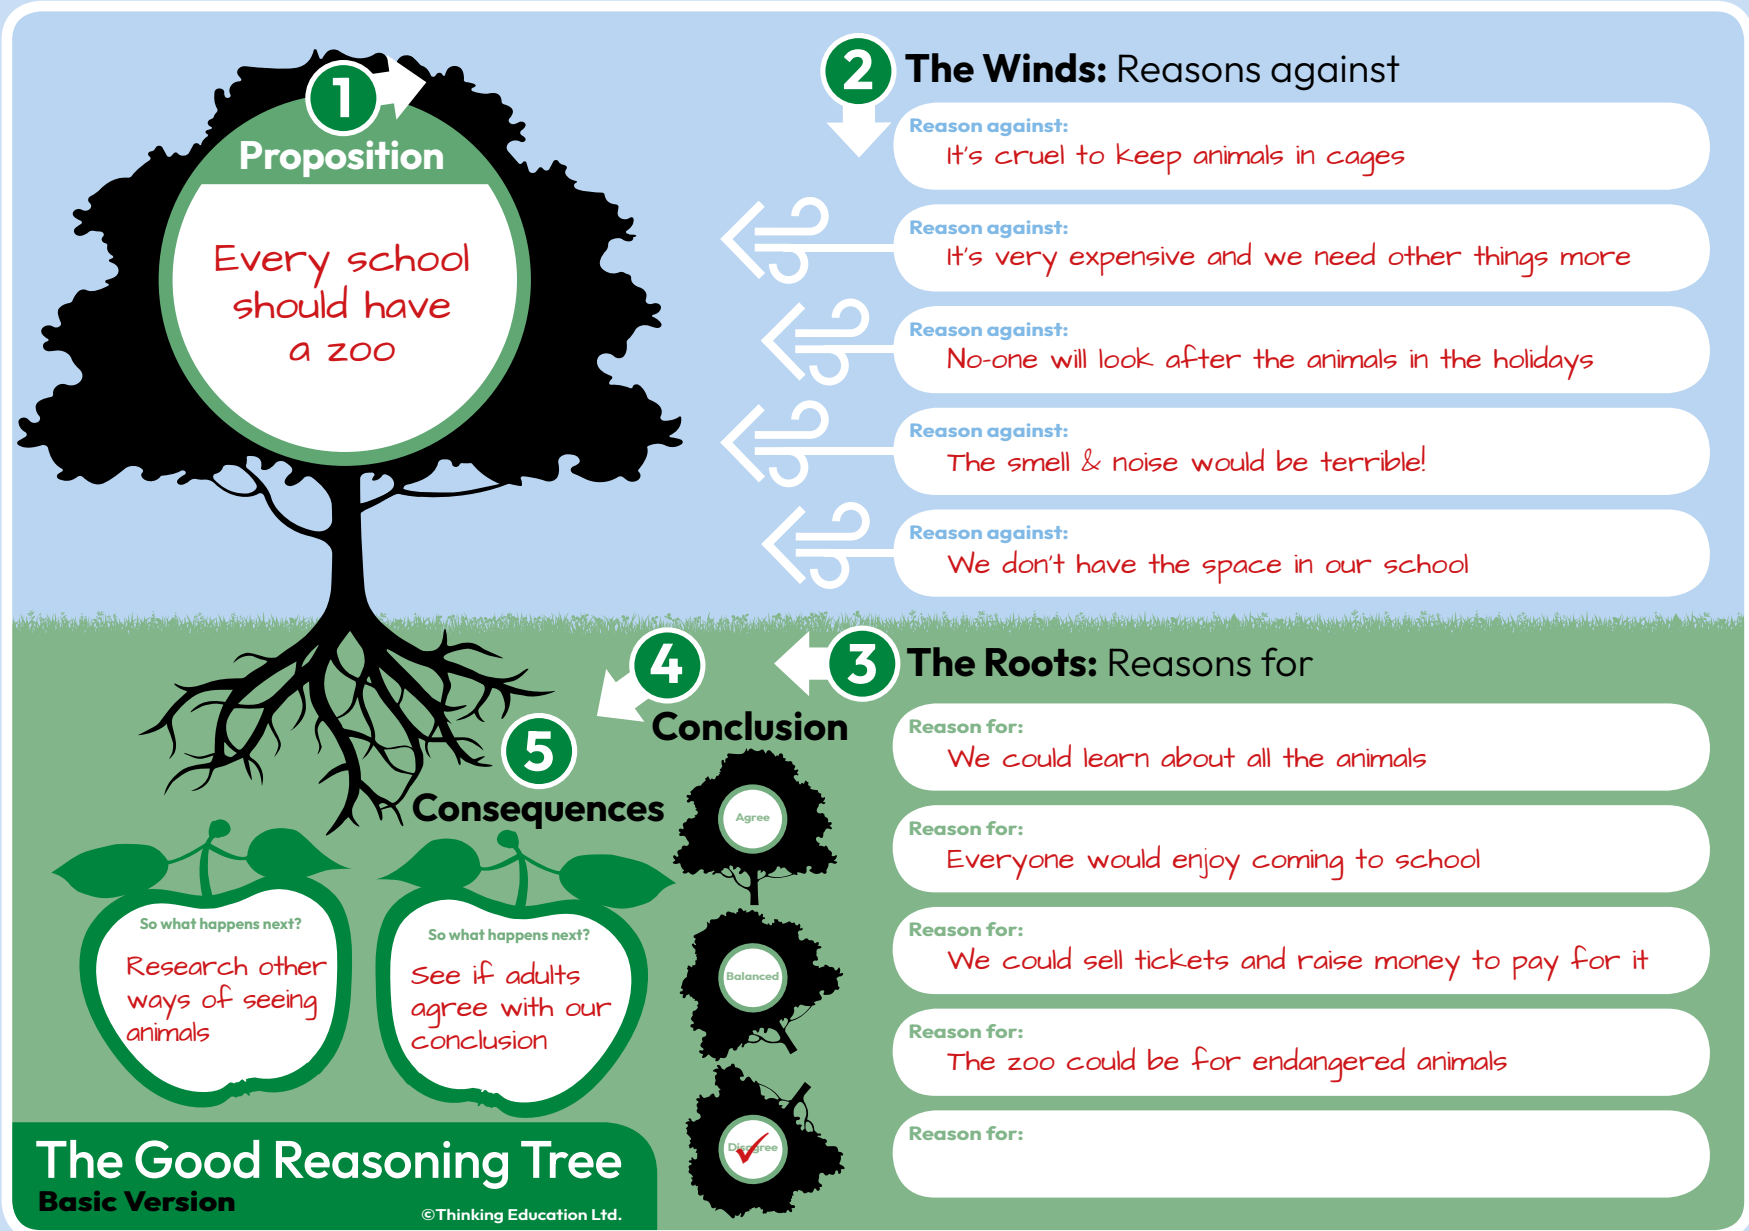 1
Proposition
Every school
should have
a zoo
2
The Winds: Reasons against
Reason against:
It's cruel to keep animals in cages
Reason against:
It's very expensive and we need other things more
Reason against:
No-one will look after the animals in the holidays
Reason against:
The smell & noise would be terrible!
Reason against:
We don't have the space in our school
3
The Roots: Reasons for
Reason for:
We could learn about all the animals
Reason for:
Everyone would enjoy coming to school
Reason for:
We could sell tickets and raise money to pay for it
Reason for:
The zoo could be for endangered animals
Reason for:
4
Conclusion
Agree
Balanced
Disagree
5
Consequences
So what happens next?
Research other
ways of seeing
animals
So what happens next?
See if adults
agree with our
conclusion
The Good Reasoning Tree
Basic Version
©Thinking Education Ltd.